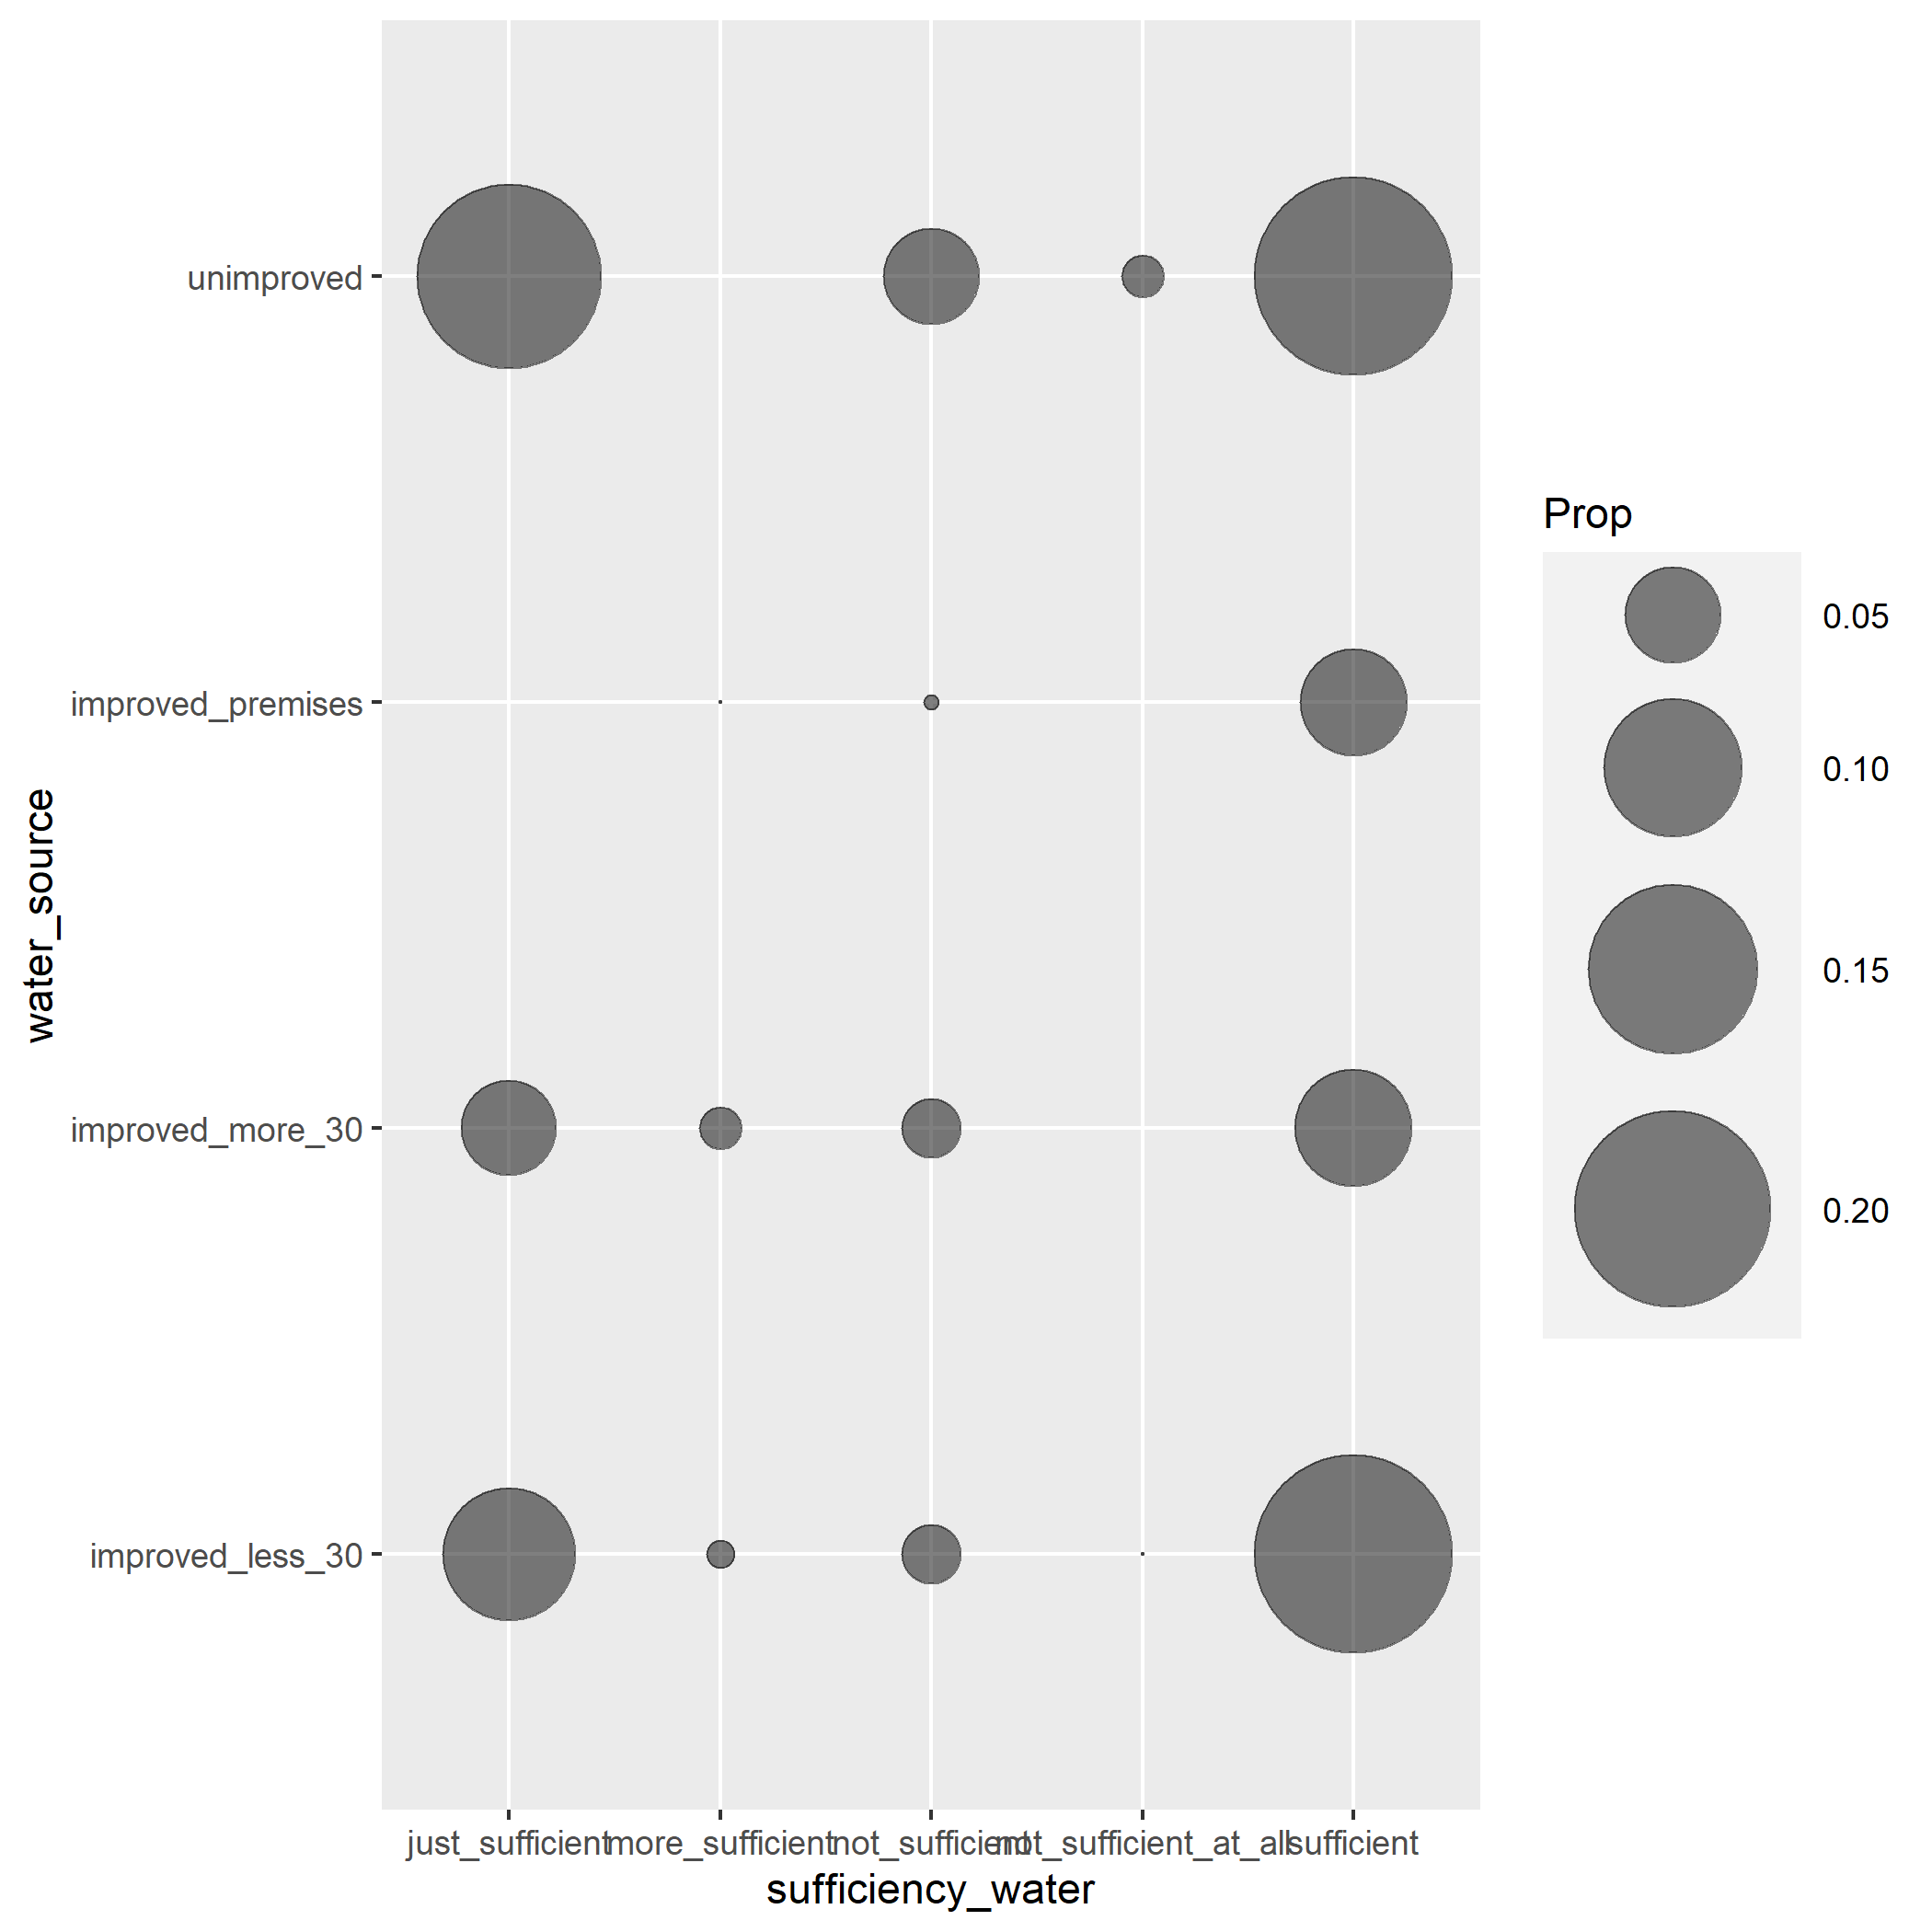 unimproved
improved_premises
improved_more_30
improved_less_30
water_source
just_sufficient
more_sufficient
not_sufficient
not_sufficient_at_all
sufficient
sufficiency_water
Prop
0.05
0.10
0.15
0.20